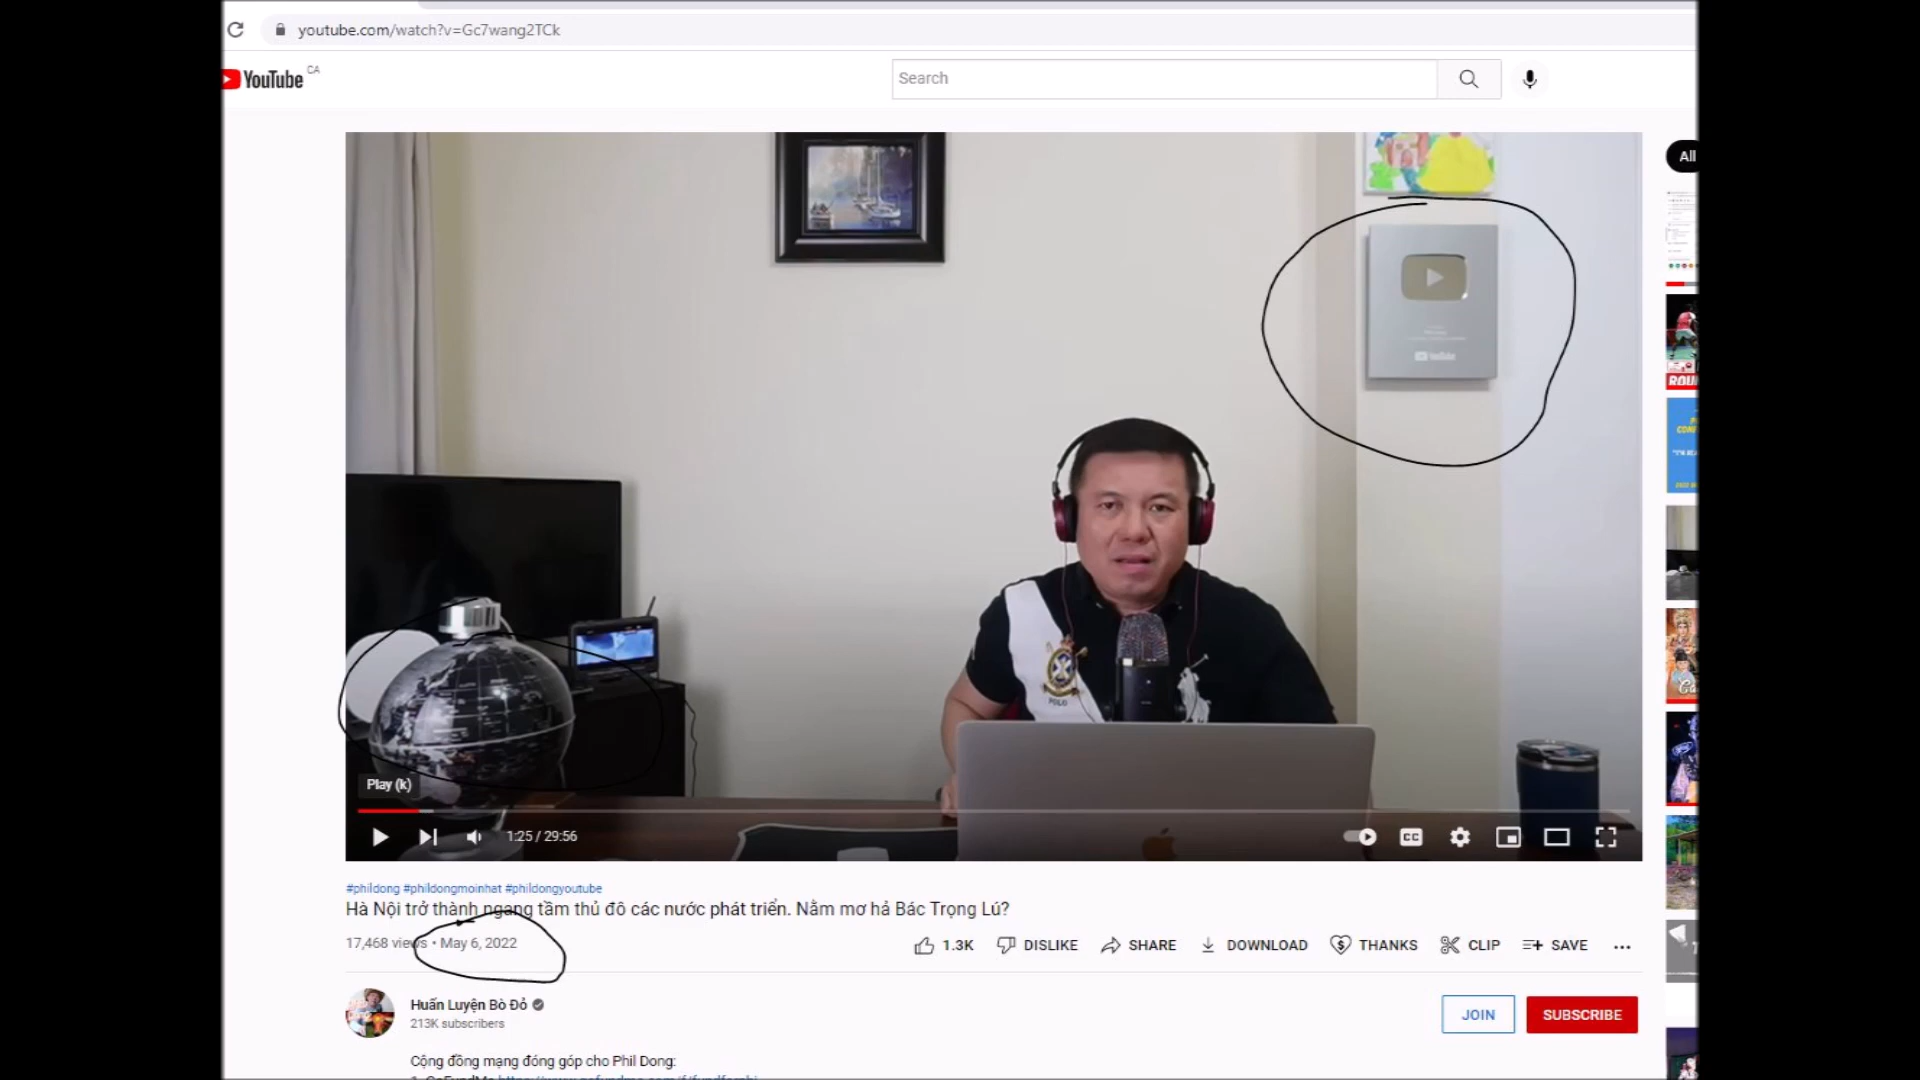 youtube.com/watch?v=Gc7wang2TCk
YouTube CA
Search
All
YouTube
POLO
Play (k)
1:25 / 29:56
CC
#phildong #phildongmoinhat #phildongyoutube
Hà Nội trở thành ngang tầm thủ đô các nước phát triển. Nằm mơ hả Bác Trọng Lú?
17,468 views • May 6, 2022
1.3K DISLIKE SHARE DOWNLOAD THANKS CLIP SAVE
Huấn Luyện Bò Đỏ
213K subscribers
JOIN SUBSCRIBE
Cộng đồng mạng đóng góp cho Phil Dong: